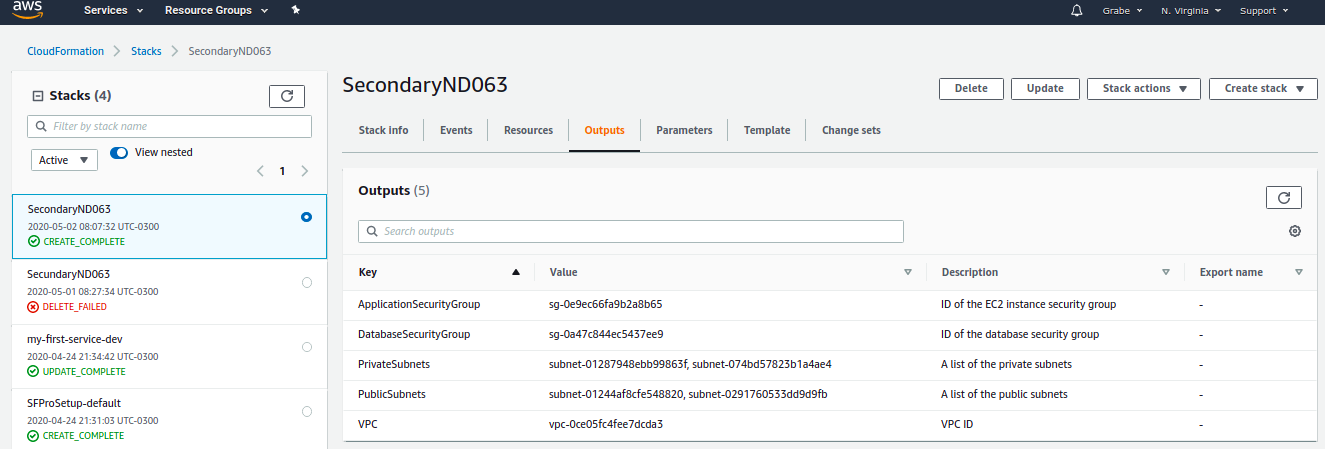 aws Services Resource Groups Grabe N. Virginia Support
CloudFormation Stacks SecondaryND063
Stacks (4)
Filter by stack name
Active View nested
1
SecondaryND063
2020-05-02 08:07:32 UTC-0300
CREATE_COMPLETE
SecundaryND063
2020-05-01 08:27:34 UTC-0300
DELETE_FAILED
my-first-service-dev
2020-04-24 21:34:42 UTC-0300
UPDATE_COMPLETE
SFProSetup-default
2020-04-24 21:31:03 UTC-0300
CREATE_COMPLETE
SecondaryND063 Delete Update Stack actions Create stack
Stack info Events Resources Outputs Parameters Template Change sets
Outputs (5)
Search outputs
Key Value Description Export name
ApplicationSecurityGroup sg-0e9ec66fa9b2a8b65 ID of the EC2 instance security group -
DatabaseSecurityGroup sg-0a47c844ec5437ee9 ID of the database security group -
PrivateSubnets subnet-01287948ebb99863f, subnet-074bd57823b1a4ae4 A list of the private subnets -
PublicSubnets subnet-01244af8cfe548820, subnet-0291760533dd9d9fb A list of the public subnets -
VPC vpc-0ce05fc4fee7dcda3 VPC ID -